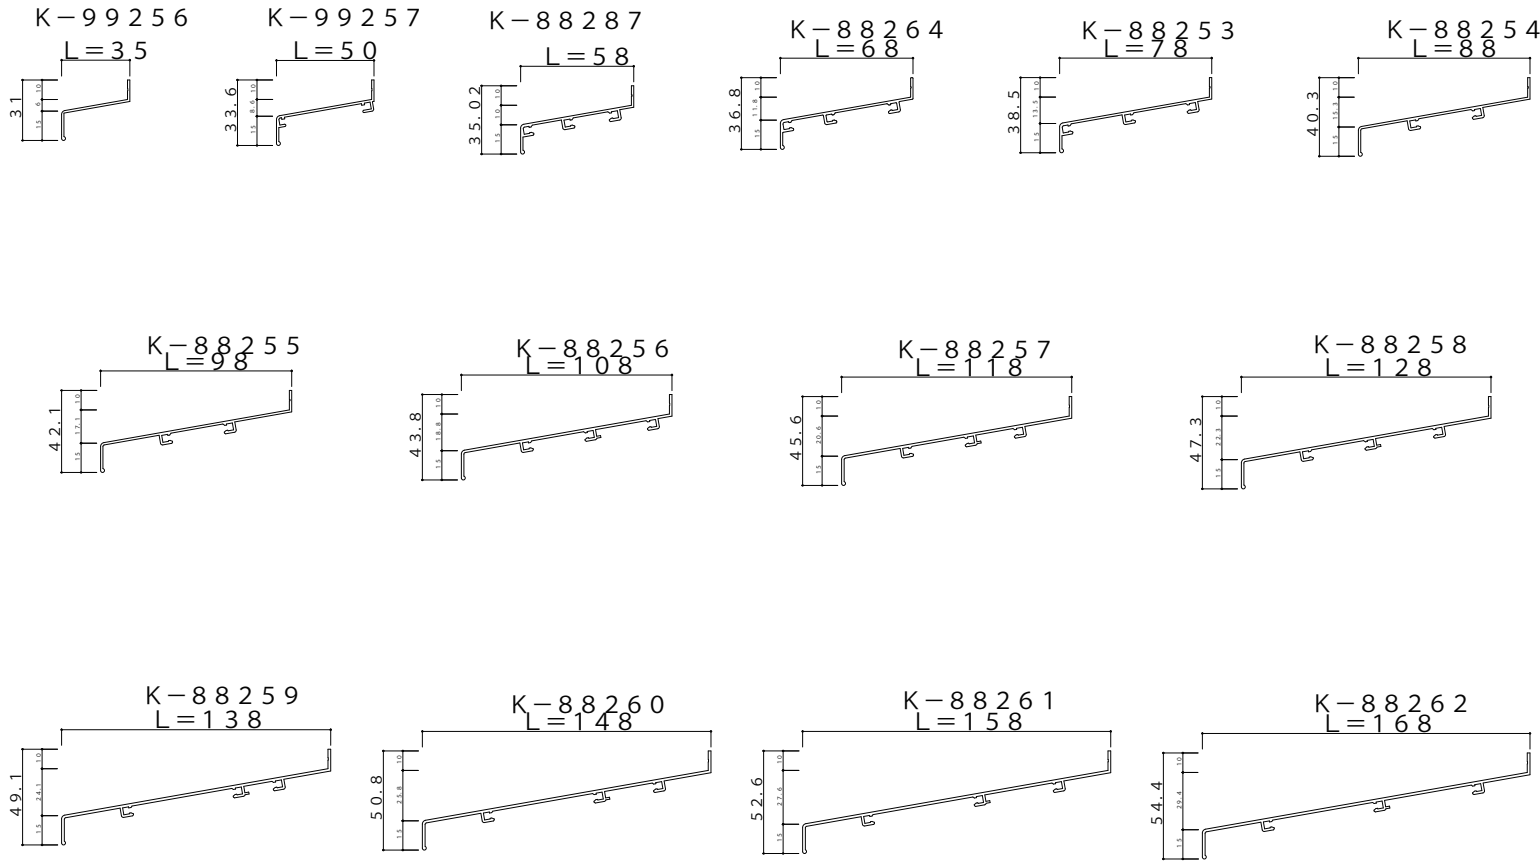 K−99256
L=35
31
10
6
15
K−99257
L=50
33.6
10
8.6
15
K−88287
L=58
35.02
10
10
15
K−88264
L=68
36.8
10
11.8
15
K−88253
L=78
38.5
10
13.5
15
K−88254
L=88
40.3
10
15.3
15
K−88255
L=98
42.1
10
17.1
15
K−88256
L=108
43.8
10
18.8
15
K−88257
L=118
45.6
10
20.6
15
K−88258
L=128
47.3
10
22.3
15
K−88259
L=138
49.1
10
24.1
15
K−88260
L=148
50.8
10
25.8
15
K−88261
L=158
52.6
10
27.6
15
K−88262
L=168
54.4
10
29.4
15